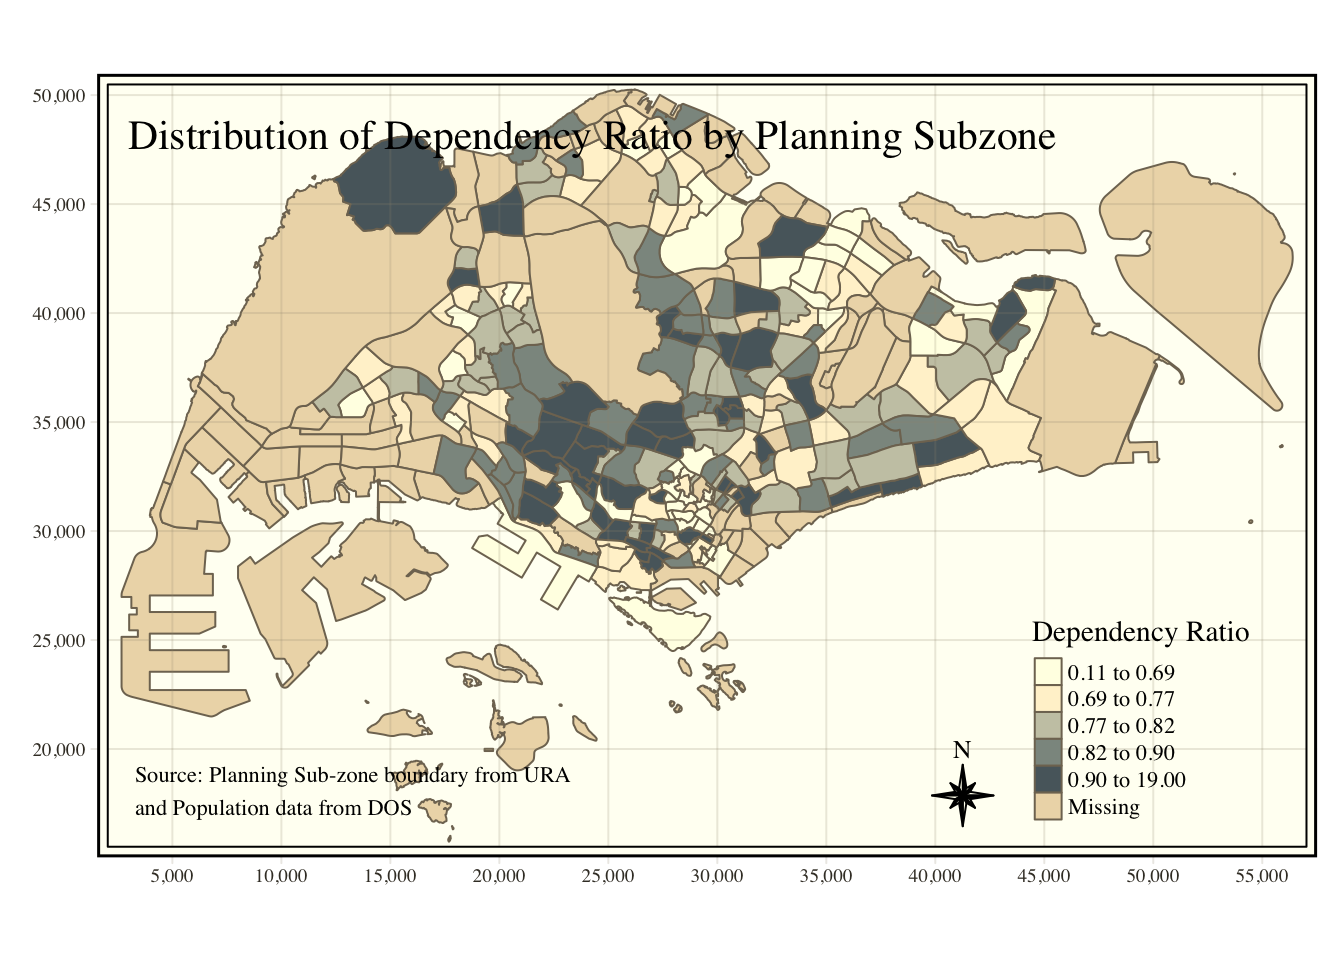 Distribution of Dependency Ratio by Planning Subzone
50,000
45,000
40,000
35,000
30,000
25,000
20,000
Dependency Ratio
0.11 to 0.69
0.69 to 0.77
0.77 to 0.82
0.82 to 0.90
0.90 to 19.00
Missing
N
Source: Planning Sub-zone boundary from URA
and Population data from DOS
5,000 10,000 15,000 20,000 25,000 30,000 35,000 40,000 45,000 50,000 55,000